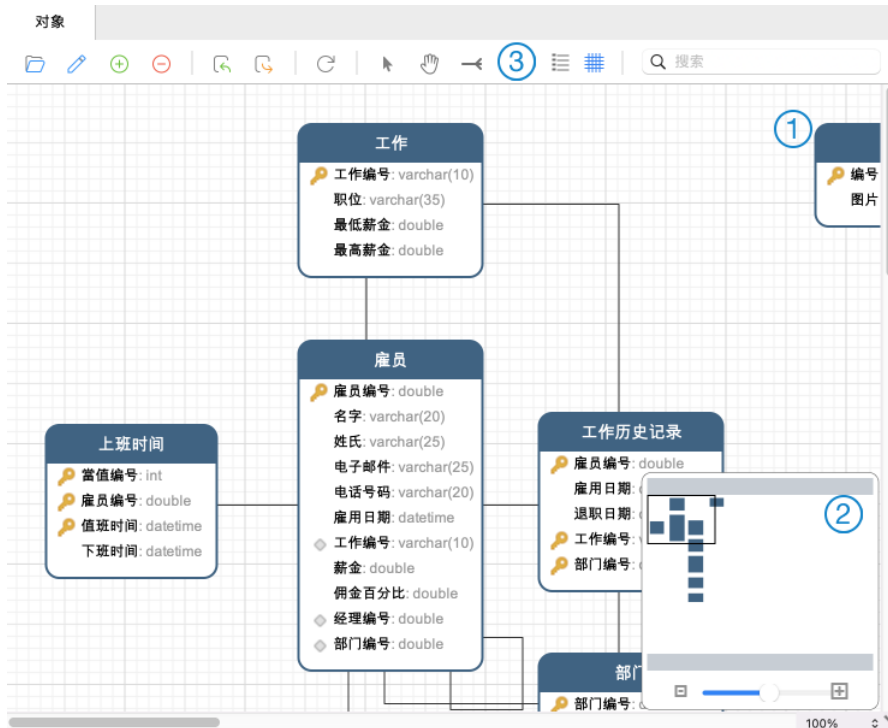 对象
③
搜索
①
工作
工作编号: varchar(10)
职位: varchar(35)
最低薪金: double
最高薪金: double
编号
图片
雇员
雇员编号: double
名字: varchar(20)
姓氏: varchar(25)
电子邮件: varchar(25)
电话号码: varchar(20)
雇用日期: datetime
工作编号: varchar(10)
薪金: double
佣金百分比: double
经理编号: double
部门编号: double
上班时间
當值编号: int
雇员编号: double
值班时间: datetime
下班时间: datetime
工作历史记录
雇员编号: double
雇用日期:
退职日期:
工作编号:
部门编号:
②
部门
部门编号:
100%